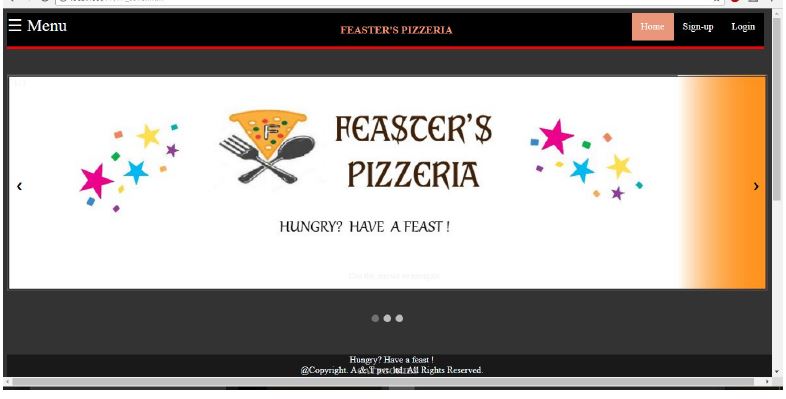 ☰ Menu
FEASTER'S PIZZERIA
Home Sign-up Login
F
FEASTER'S
PIZZERIA
HUNGRY? HAVE A FEAST !
Hungry? Have a feast !
@Copyright. A & T pvt. ltd. All Rights Reserved.